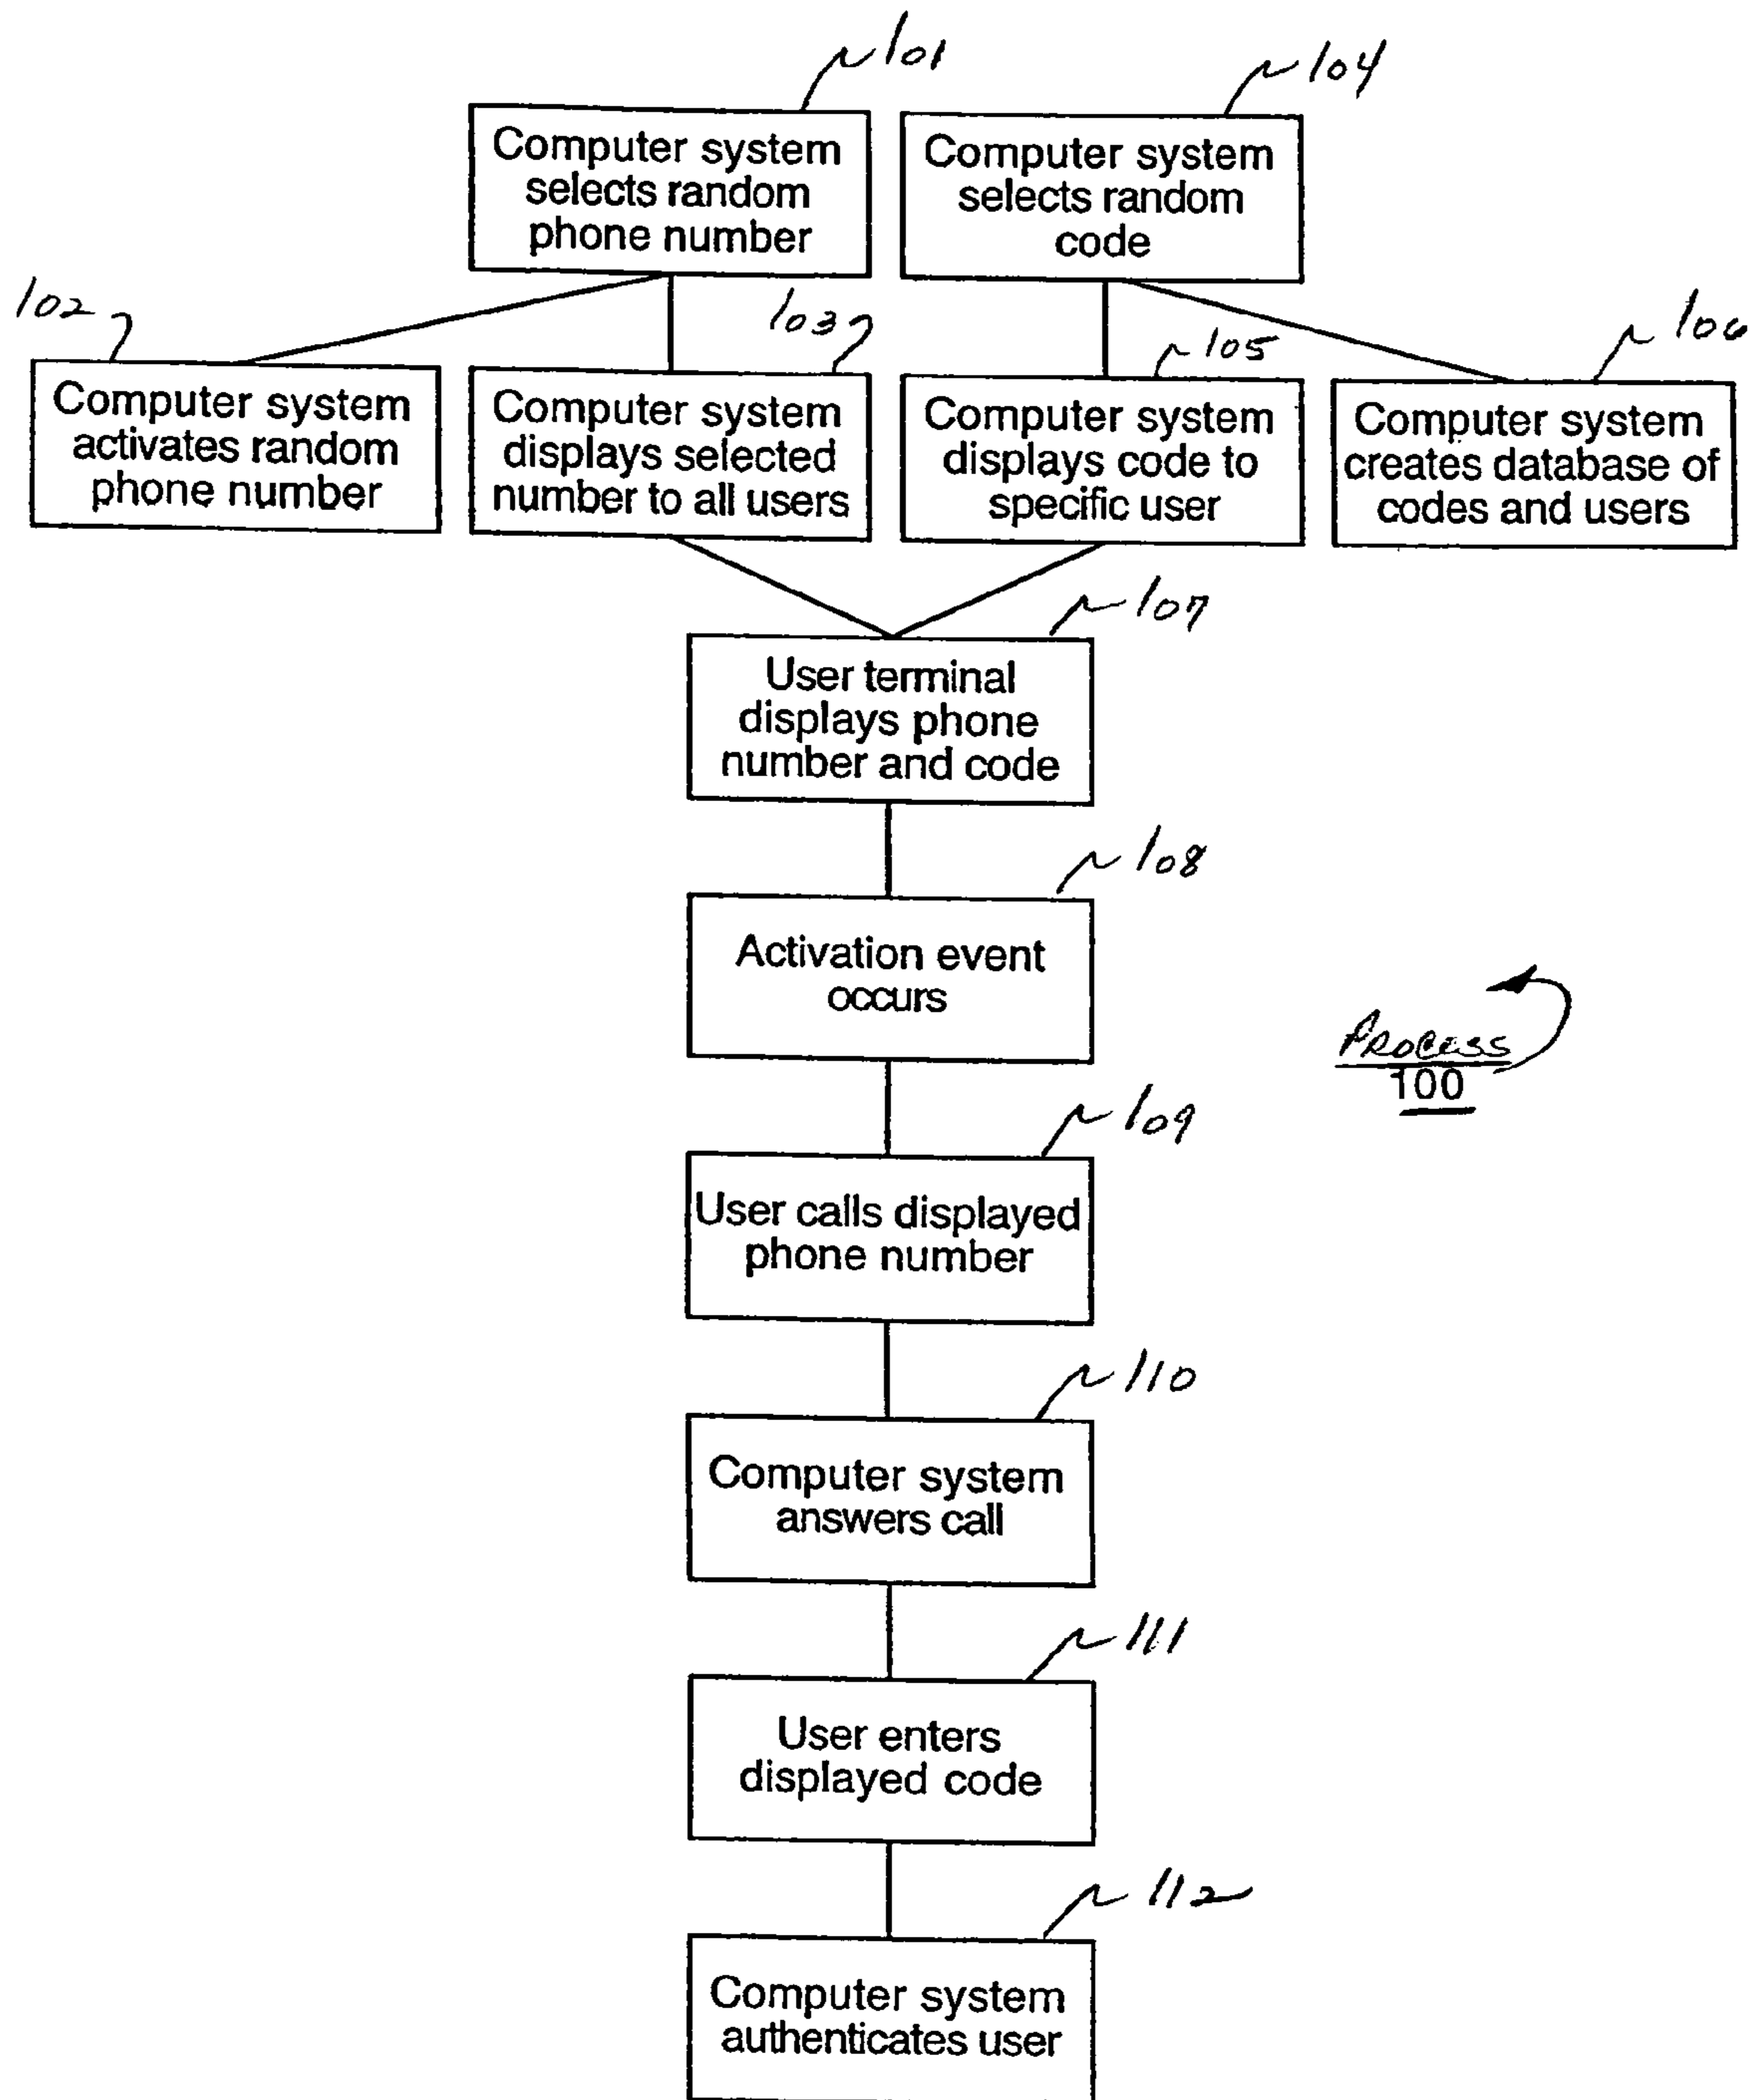 101
104
Computer system
selects random
phone number
Computer system
selects random
code
102
103
105
106
Computer system
activates random
phone number
Computer system
displays selected
number to all users
Computer system
displays code to
specific user
Computer system
creates database of
codes and users
107
User terminal
displays phone
number and code
108
Activation event
occurs
Process
100
109
User calls displayed
phone number
110
Computer system
answers call
111
User enters
displayed code
112
Computer system
authenticates user